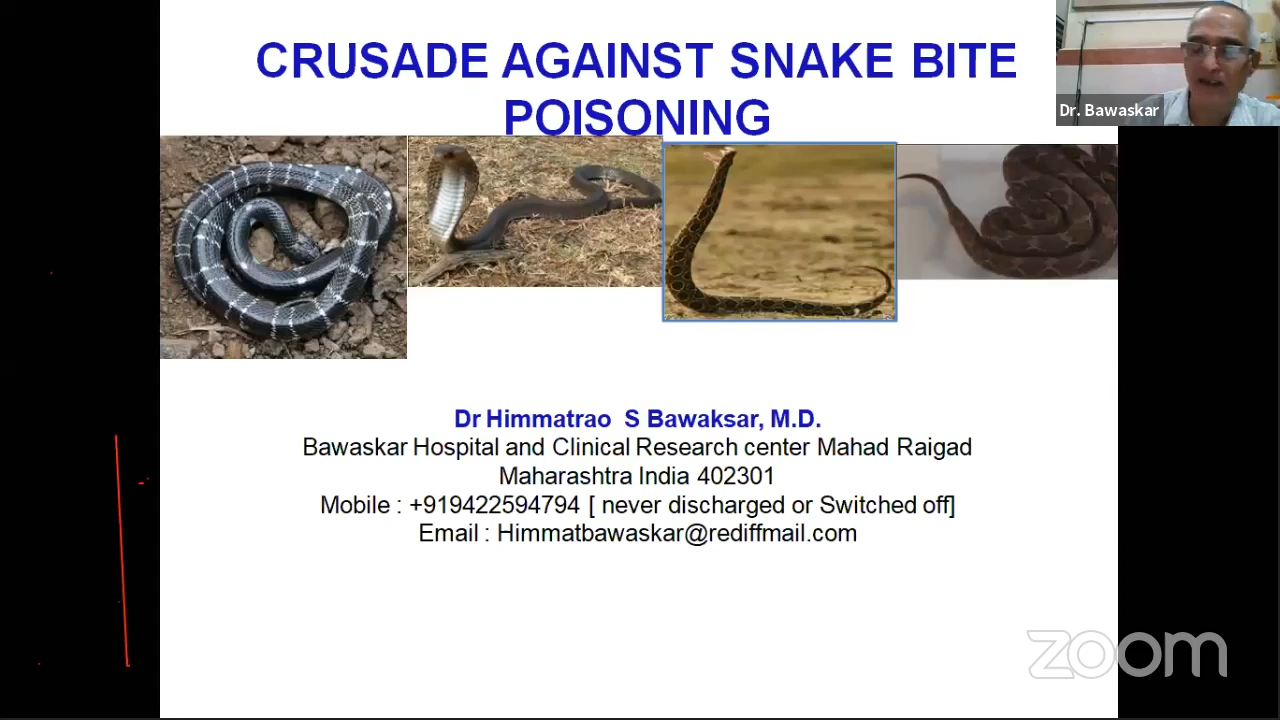 CRUSADE AGAINST SNAKE BITE
POISONING
Dr. Bawaskar
Dr Himmatrao S Bawaksar, M.D.
Bawaskar Hospital and Clinical Research center Mahad Raigad
Maharashtra India 402301
Mobile : +919422594794 [ never discharged or Switched off]
Email : Himmatbawaskar@rediffmail.com
zoom